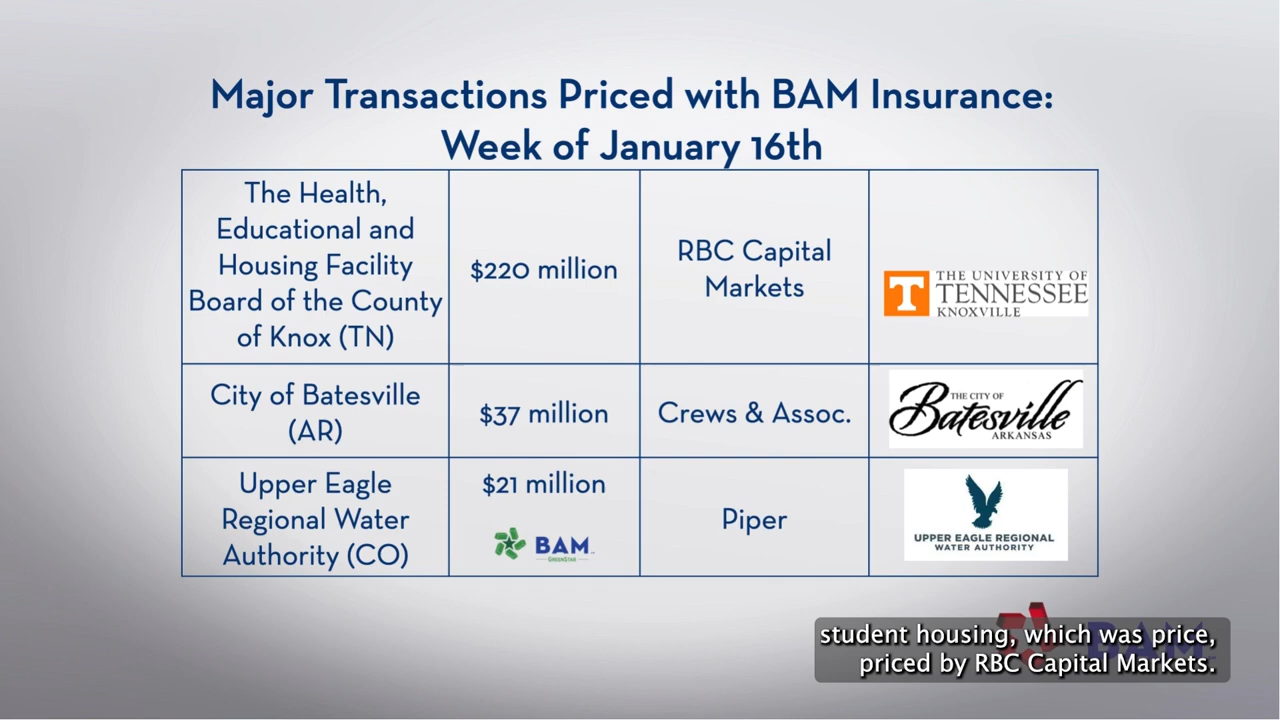 Major Transactions Priced with BAM Insurance:
Week of January 16th
The Health,
Educational and
Housing Facility
Board of the County
of Knox (TN)
$220 million
RBC Capital
Markets
T
THE UNIVERSITY OF
TENNESSEE
KNOXVILLE
City of Batesville
(AR)
$37 million
Crews & Assoc.
THE CITY OF
Batesville
ARKANSAS
Upper Eagle
Regional Water
Authority (CO)
$21 million
BAM
GREENSTAR
Piper
UPPER EAGLE REGIONAL
WATER AUTHORITY
BAM
student housing, which was price,
priced by RBC Capital Markets.